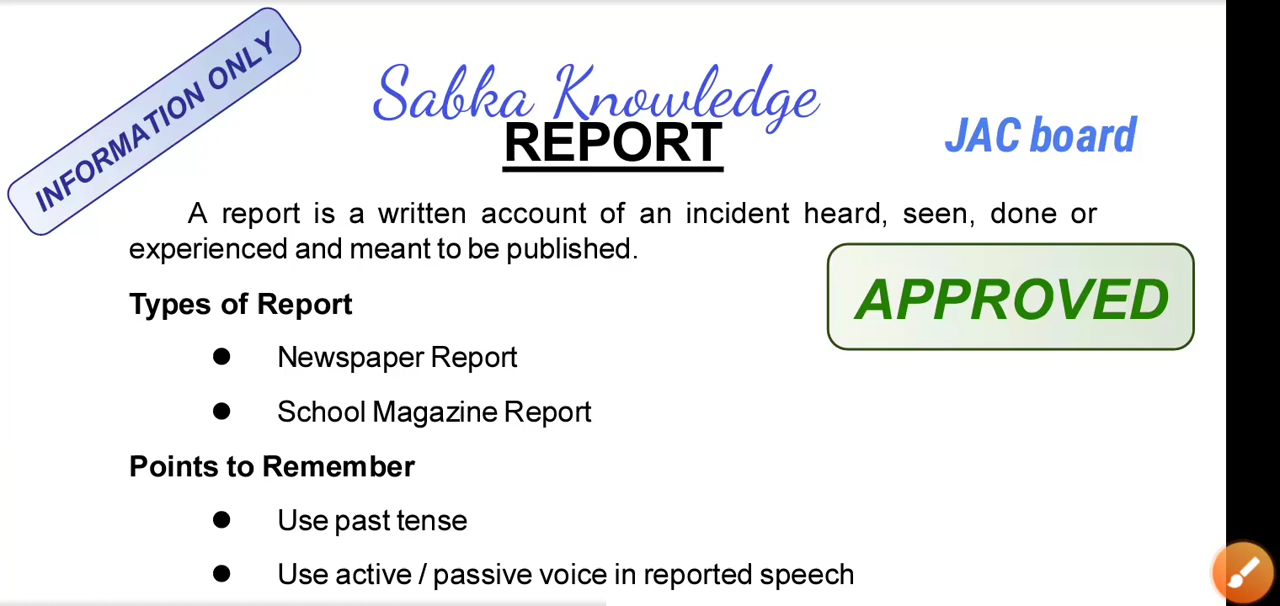 INFORMATION ONLY
Sabka Knowledge
REPORT
JAC board
A report is a written account of an incident heard, seen, done or
experienced and meant to be published.
APPROVED
Types of Report
● Newspaper Report
● School Magazine Report
Points to Remember
● Use past tense
● Use active / passive voice in reported speech